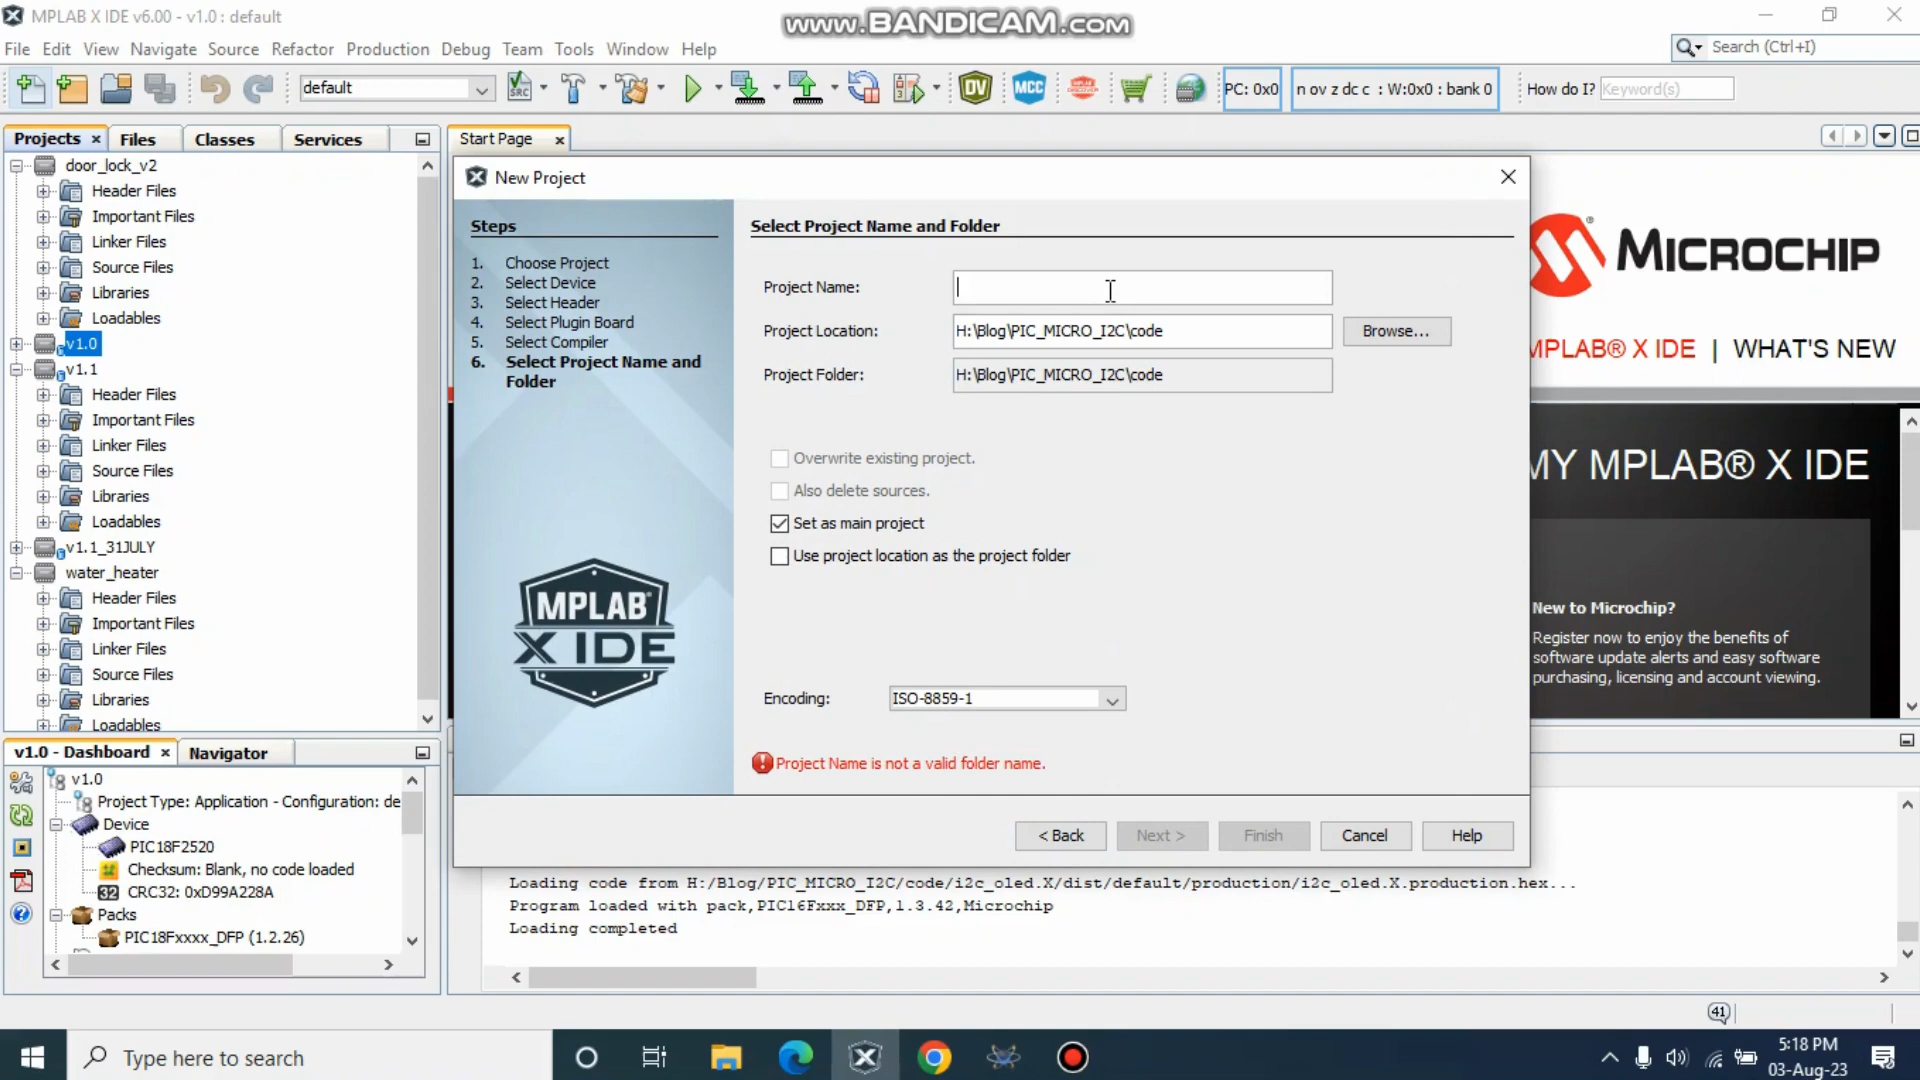 MPLAB X IDE v6.00 - v1.0 : default
www.BANDICAM.com
File Edit View Navigate Source Refactor Production Debug Team Tools Window Help
Search (Ctrl+I)
default
SRC
DV
MCC
PC: 0x0
n ov z dc c : W:0x0 : bank 0
How do I?
Keyword(s)
Projects
Files
Classes
Services
Start Page
door_lock_v2
Header Files
Important Files
Linker Files
Source Files
Libraries
Loadables
v1.0
v1.1
Header Files
Important Files
Linker Files
Source Files
Libraries
Loadables
v1.1_31JULY
water_heater
Header Files
Important Files
Linker Files
Source Files
Libraries
Loadables
New Project
Steps
1. Choose Project
2. Select Device
3. Select Header
4. Select Plugin Board
5. Select Compiler
6. Select Project Name and
Folder
MPLAB
X IDE
Select Project Name and Folder
Project Name:
Project Location:
H:\Blog\PIC_MICRO_I2C\code
Browse...
Project Folder:
H:\Blog\PIC_MICRO_I2C\code
Overwrite existing project.
Also delete sources.
Set as main project
Use project location as the project folder
Encoding:
ISO-8859-1
Project Name is not a valid folder name.
< Back
Next >
Finish
Cancel
Help
MICROCHIP
MPLAB® X IDE | WHAT'S NEW
MY MPLAB® X IDE
New to Microchip?
Register now to enjoy the benefits of
software update alerts and easy software
purchasing, licensing and account viewing.
v1.0 - Dashboard
Navigator
v1.0
Project Type: Application - Configuration: de
Device
PIC18F2520
Checksum: Blank, no code loaded
32
CRC32: 0xD99A228A
Packs
PIC18Fxxxx_DFP (1.2.26)
Loading code from H:/Blog/PIC_MICRO_I2C/code/i2c_oled.X/dist/default/production/i2c_oled.X.production.hex...
Program loaded with pack,PIC16Fxxx_DFP,1.3.42,Microchip
Loading completed
41
Type here to search
5:18 PM
03-Aug-23